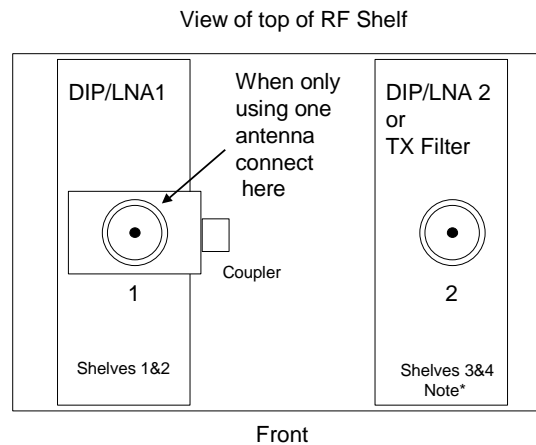 View of top of RF Shelf
DIP/LNA1
When only
using one
antenna
connect
here
DIP/LNA 2
or
TX Filter
Coupler
1
2
Shelves 1&2
Shelves 3&4
Note*
Front